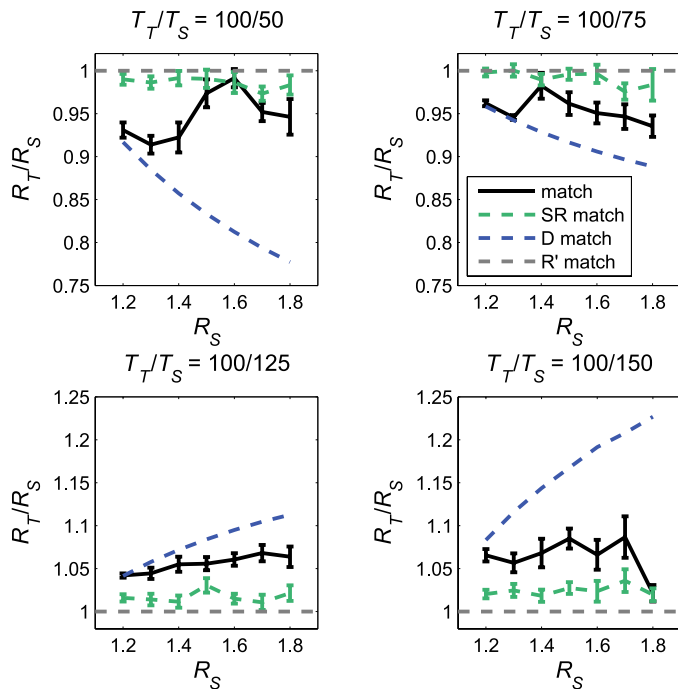 T_T/T_S = 100/50
T_T/T_S = 100/75
R_T/R_S
1
0.95
0.9
0.85
0.8
0.75
1.2 1.4 1.6 1.8
R_S
R_T/R_S
1
0.95
0.9
0.85
0.8
0.75
match
SR match
D match
R' match
1.2 1.4 1.6 1.8
R_S
T_T/T_S = 100/125
T_T/T_S = 100/150
R_T/R_S
1.25
1.2
1.15
1.1
1.05
1
1.2 1.4 1.6 1.8
R_S
R_T/R_S
1.25
1.2
1.15
1.1
1.05
1
1.2 1.4 1.6 1.8
R_S